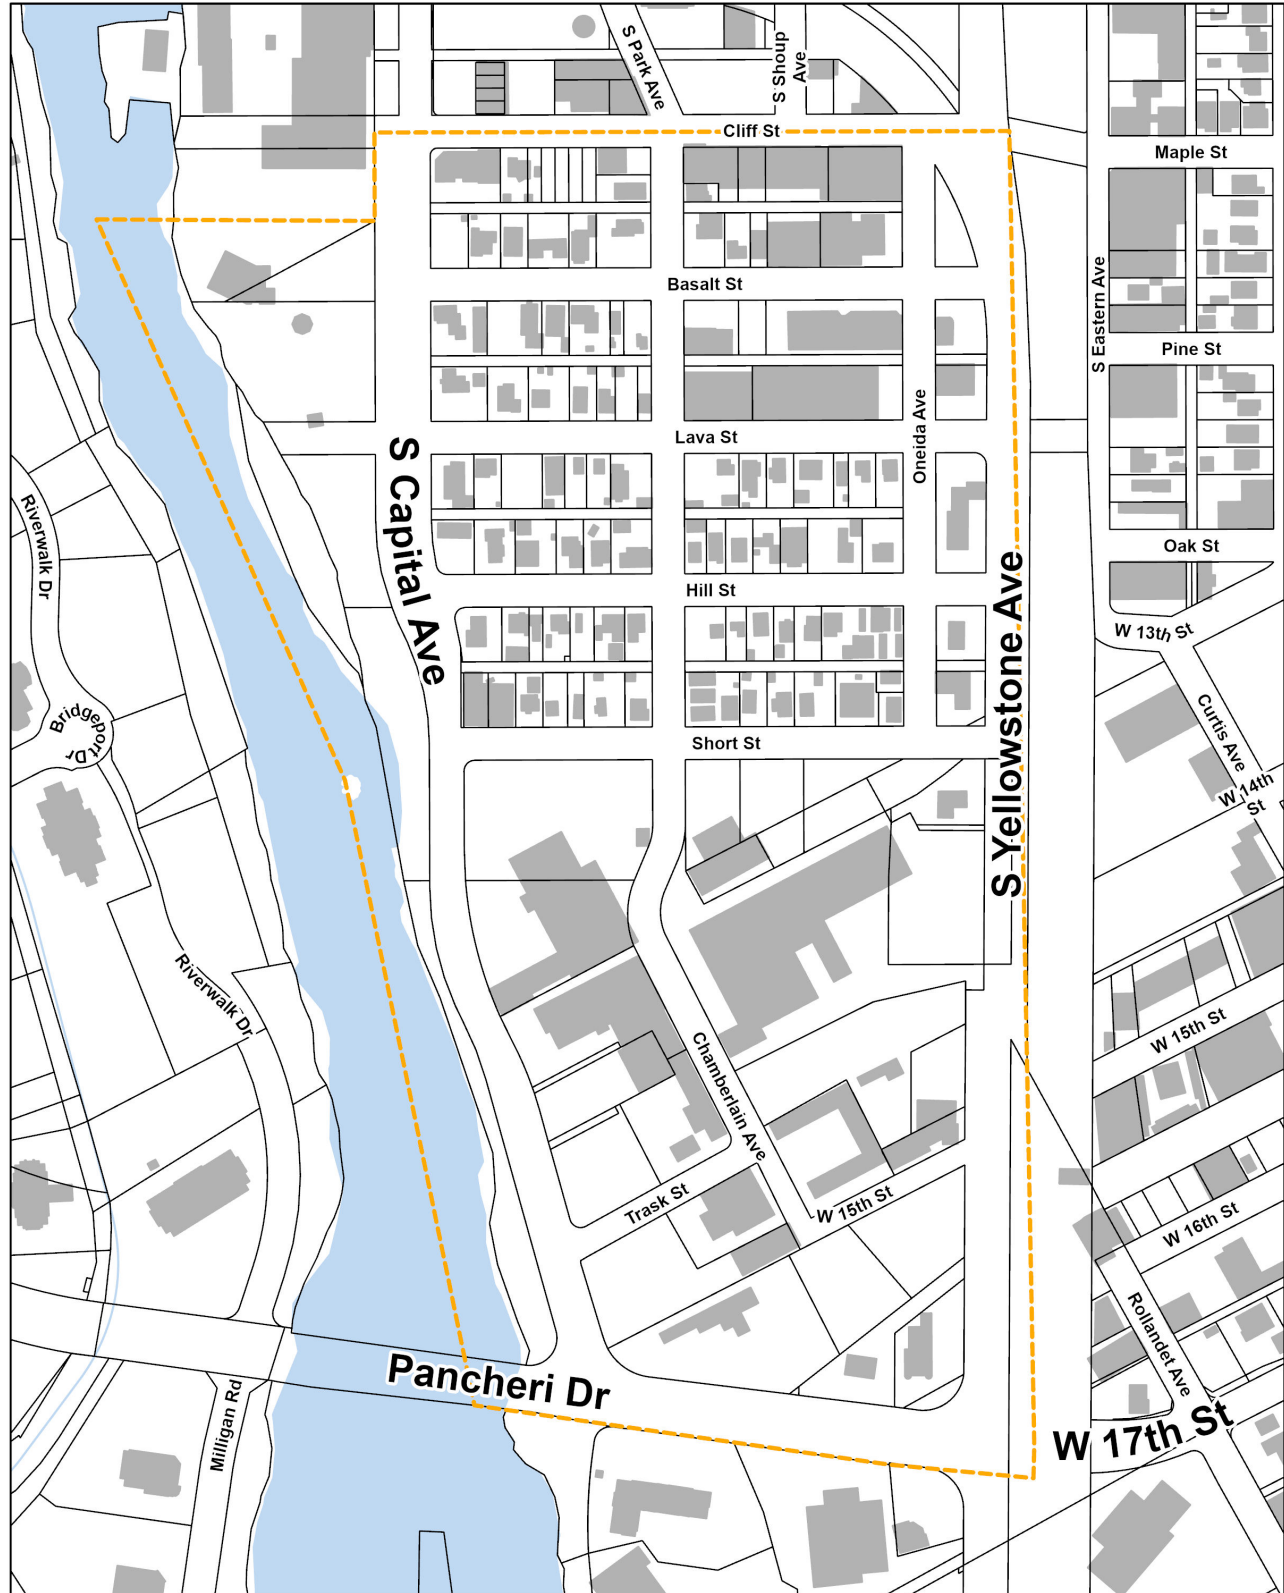 S Park Ave
S Shoup
Ave
Cliff St
Maple St
Basalt St
S Eastern Ave
Pine St
Oneida Ave
Lava St
S Capital Ave
Riverwalk Dr
Oak St
Hill St
S Yellowstone Ave
W 13th St
Curtis Ave
Bridgeport Dr
Short St
W 14th
St
Riverwalk Dr
W 15th St
Chamberlain Ave
Trask St
W 15th St
W 16th St
Rollandet Ave
Pancheri Dr
Milligan Rd
W 17th St